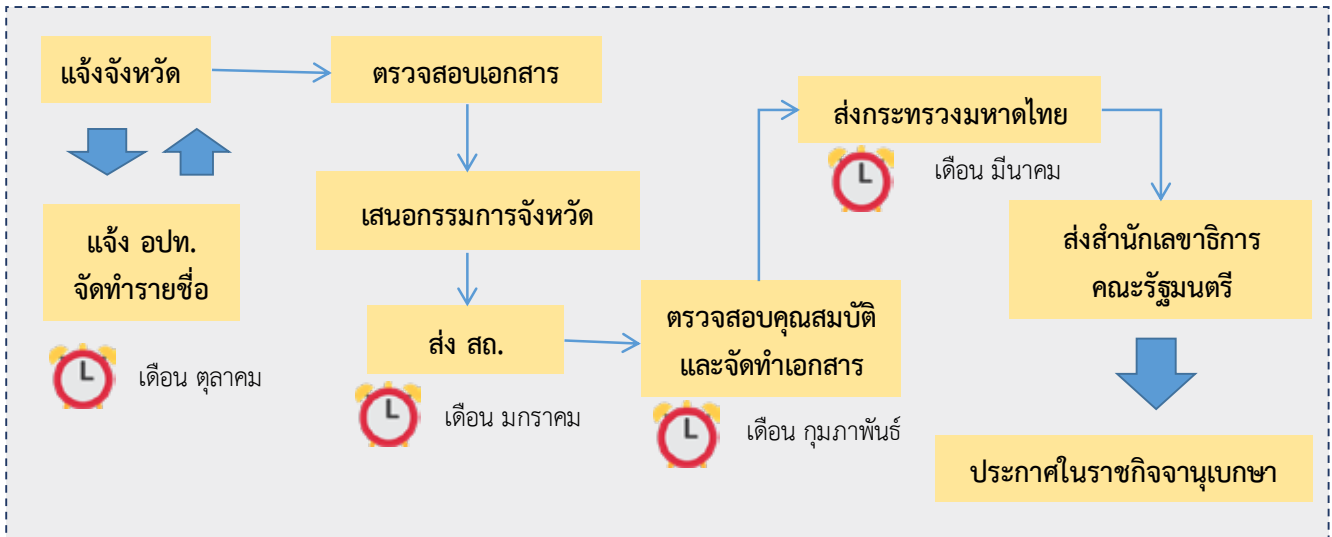 แจ้งจังหวัด
ตรวจสอบเอกสาร
แจ้ง อปท.
จัดทำรายชื่อ
เดือน ตุลาคม
เสนอกรรมการจังหวัด
ส่ง สถ.
เดือน มกราคม
ตรวจสอบคุณสมบัติ
และจัดทำเอกสาร
เดือน กุมภาพันธ์
ส่งกระทรวงมหาดไทย
เดือน มีนาคม
ส่งสำนักเลขาธิการ
คณะรัฐมนตรี
ประกาศในราชกิจจานุเบกษา